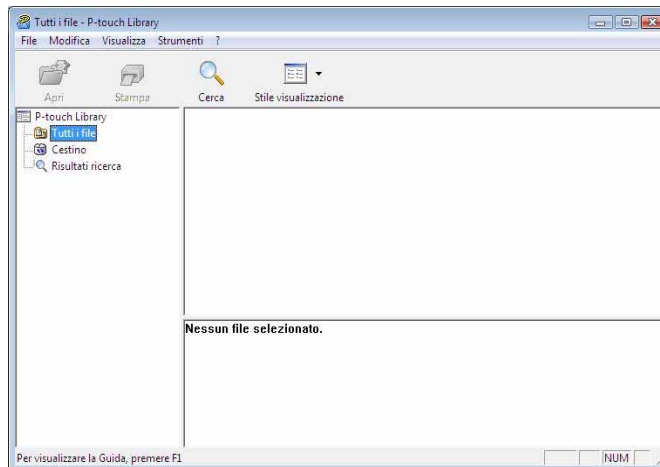 Tutti i file - P-touch Library
File Modifica Visualizza Strumenti ?
Apri Stampa Cerca Stile visualizzazione
P-touch Library
Tutti i file
Cestino
Risultati ricerca
Nessun file selezionato.
Per visualizzare la Guida, premere F1 NUM